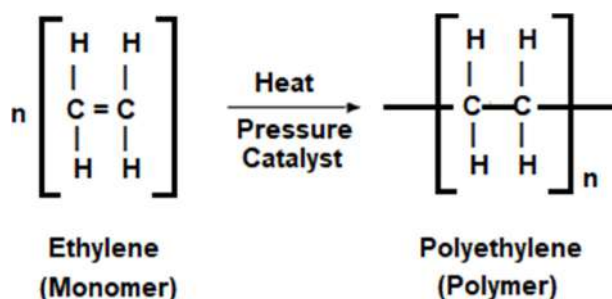 H H H H
n C = C Heat C C
H H Pressure H H
Catalyst n
Ethylene Polyethylene
(Monomer) (Polymer)